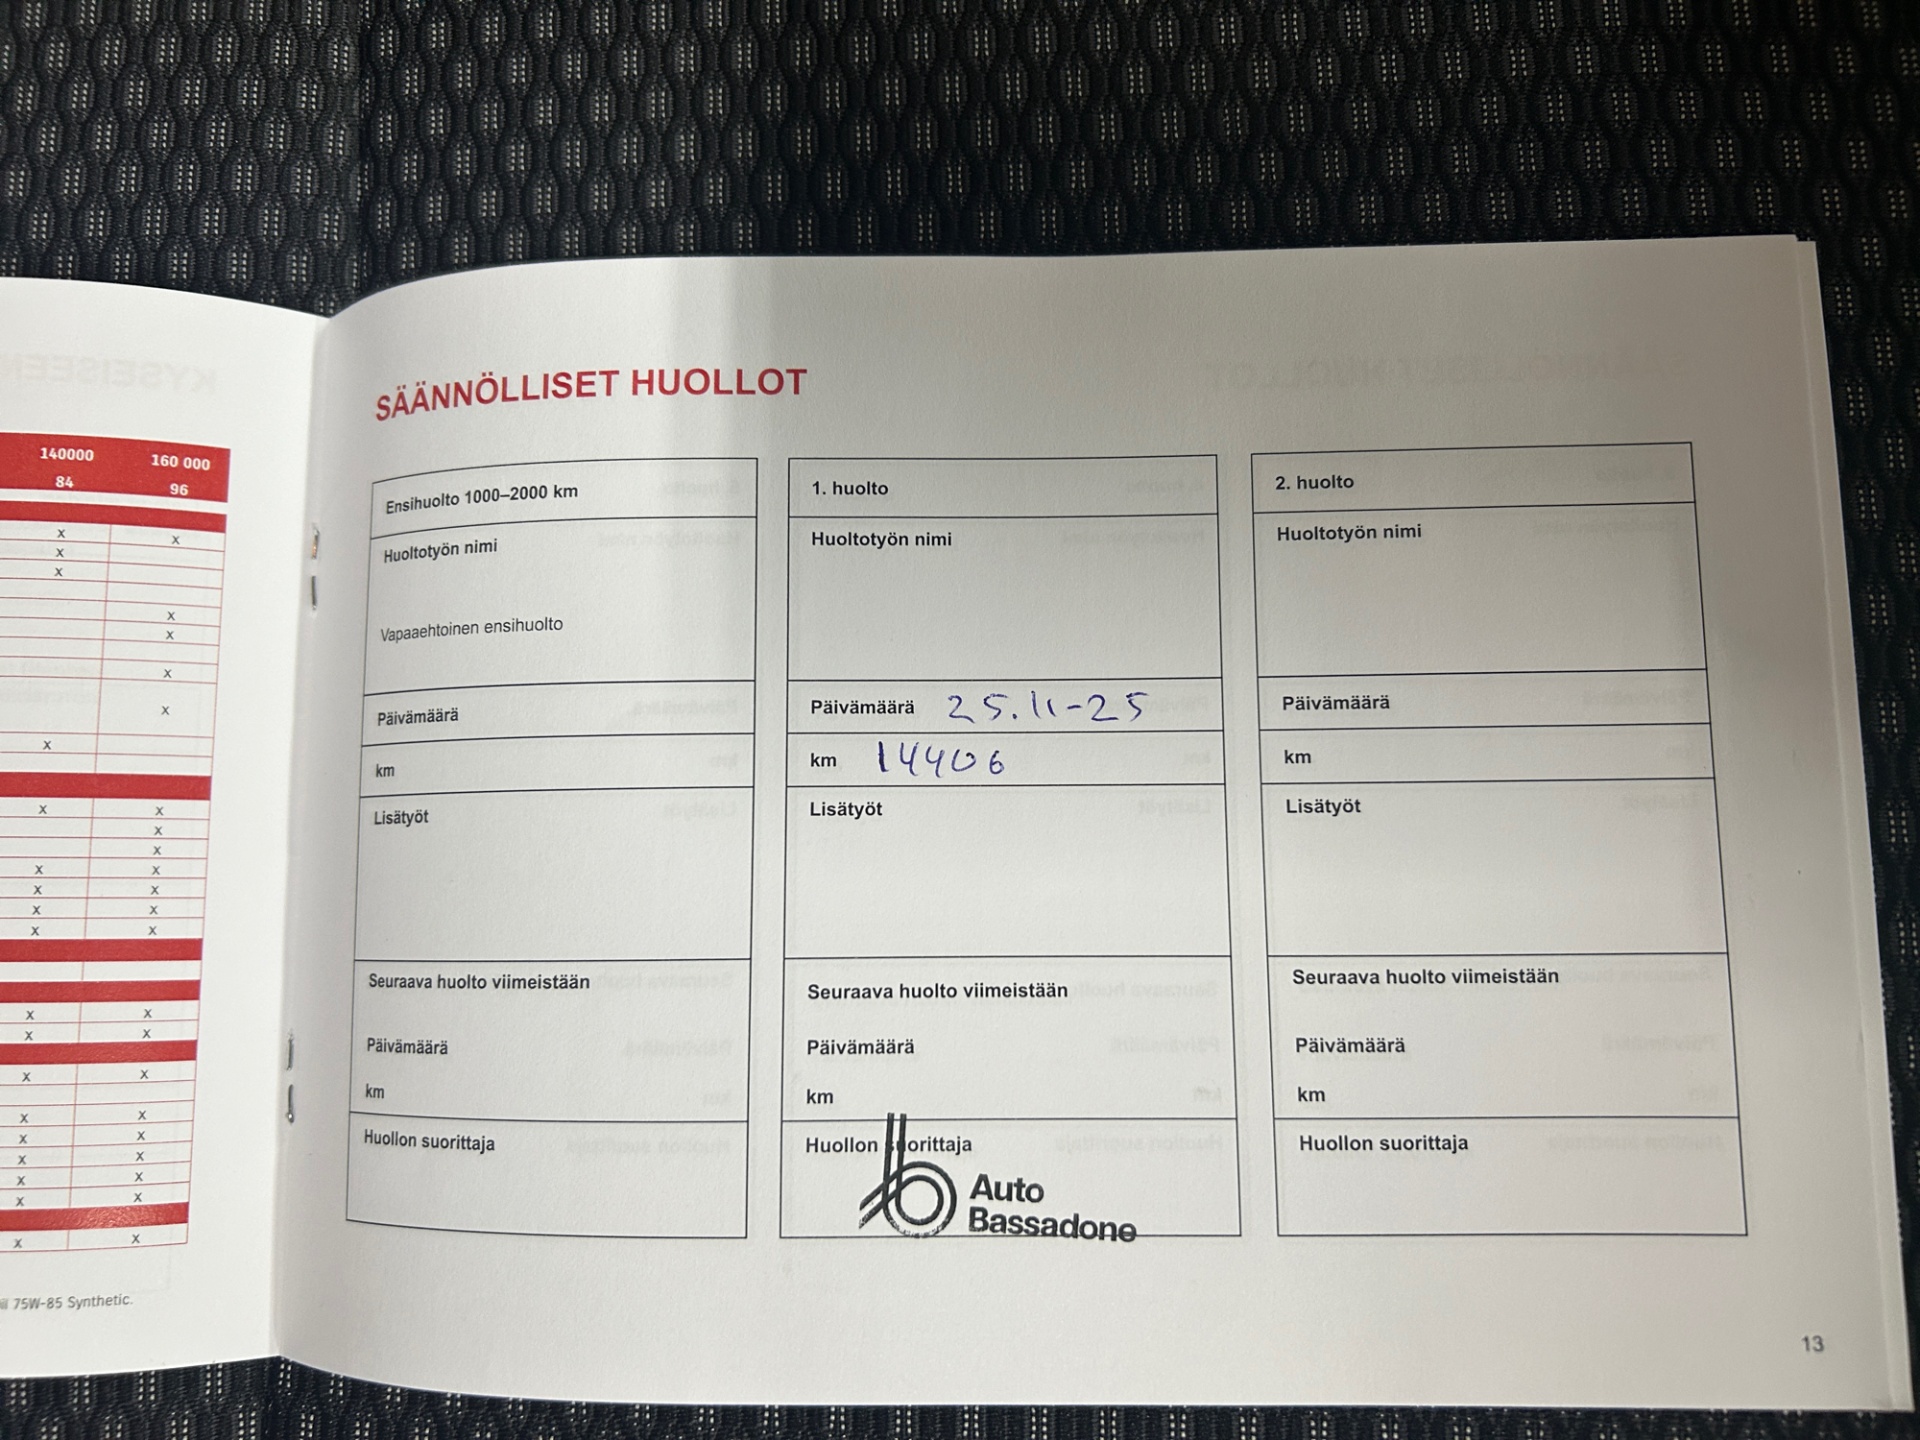 140000 160 000
84 96
x x
x
x
x
x
x
x
x
x x
x
x
x x
x x
x x
x x
x x
x x
x x
x x
x x
x x
x x
x x
x x
75W-85 Synthetic.
SÄÄNNÖLLISET HUOLLOT
Ensihuolto 1000–2000 km
Huoltotyön nimi
Vapaaehtoinen ensihuolto
Päivämäärä
km
Lisätyöt
Seuraava huolto viimeistään
Päivämäärä
km
Huollon suorittaja
1. huolto
Huoltotyön nimi
Päivämäärä 25.11-25
km 14406
Lisätyöt
Seuraava huolto viimeistään
Päivämäärä
km
Huollon suorittaja
Auto
Bassadone
2. huolto
Huoltotyön nimi
Päivämäärä
km
Lisätyöt
Seuraava huolto viimeistään
Päivämäärä
km
Huollon suorittaja
13